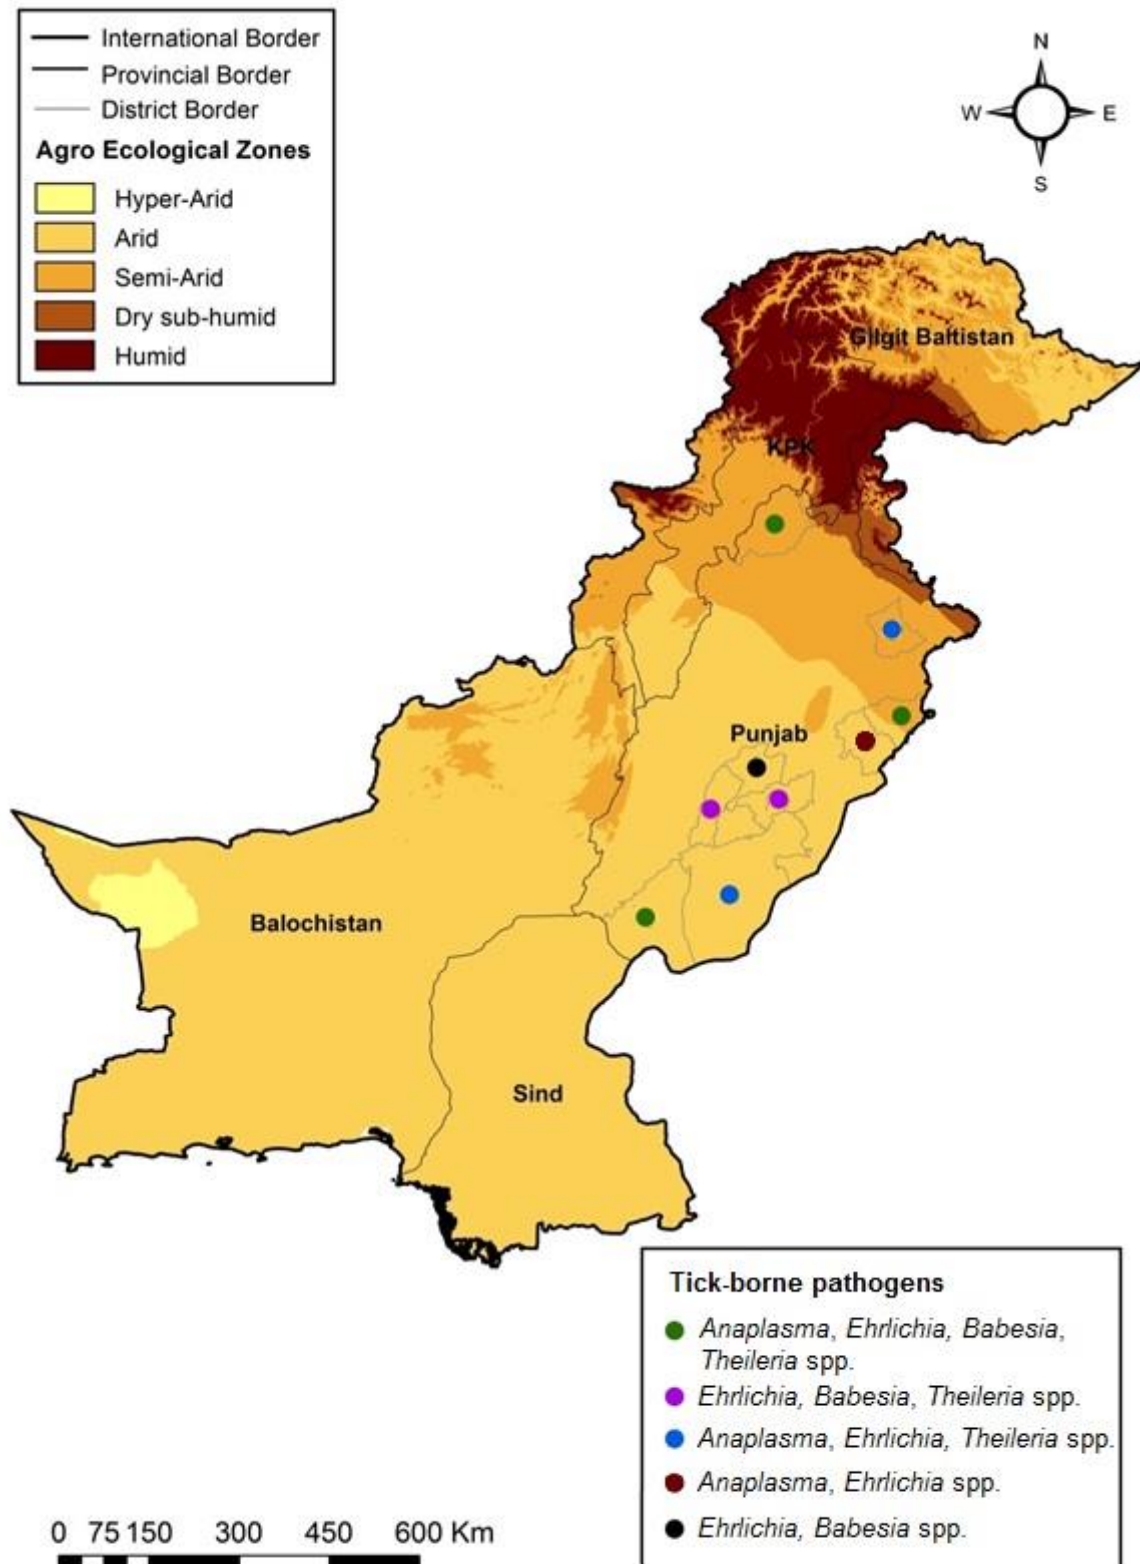 International Border
Provincial Border
District Border
Agro Ecological Zones
Hyper-Arid
Arid
Semi-Arid
Dry sub-humid
Humid
N
W E
S
Gilgit Baltistan
KPK
Punjab
Balochistan
Sind
Tick-borne pathogens
Anaplasma, Ehrlichia, Babesia,
Theileria spp.
Ehrlichia, Babesia, Theileria spp.
Anaplasma, Ehrlichia, Theileria spp.
Anaplasma, Ehrlichia spp.
Ehrlichia, Babesia spp.
0 75 150 300 450 600 Km